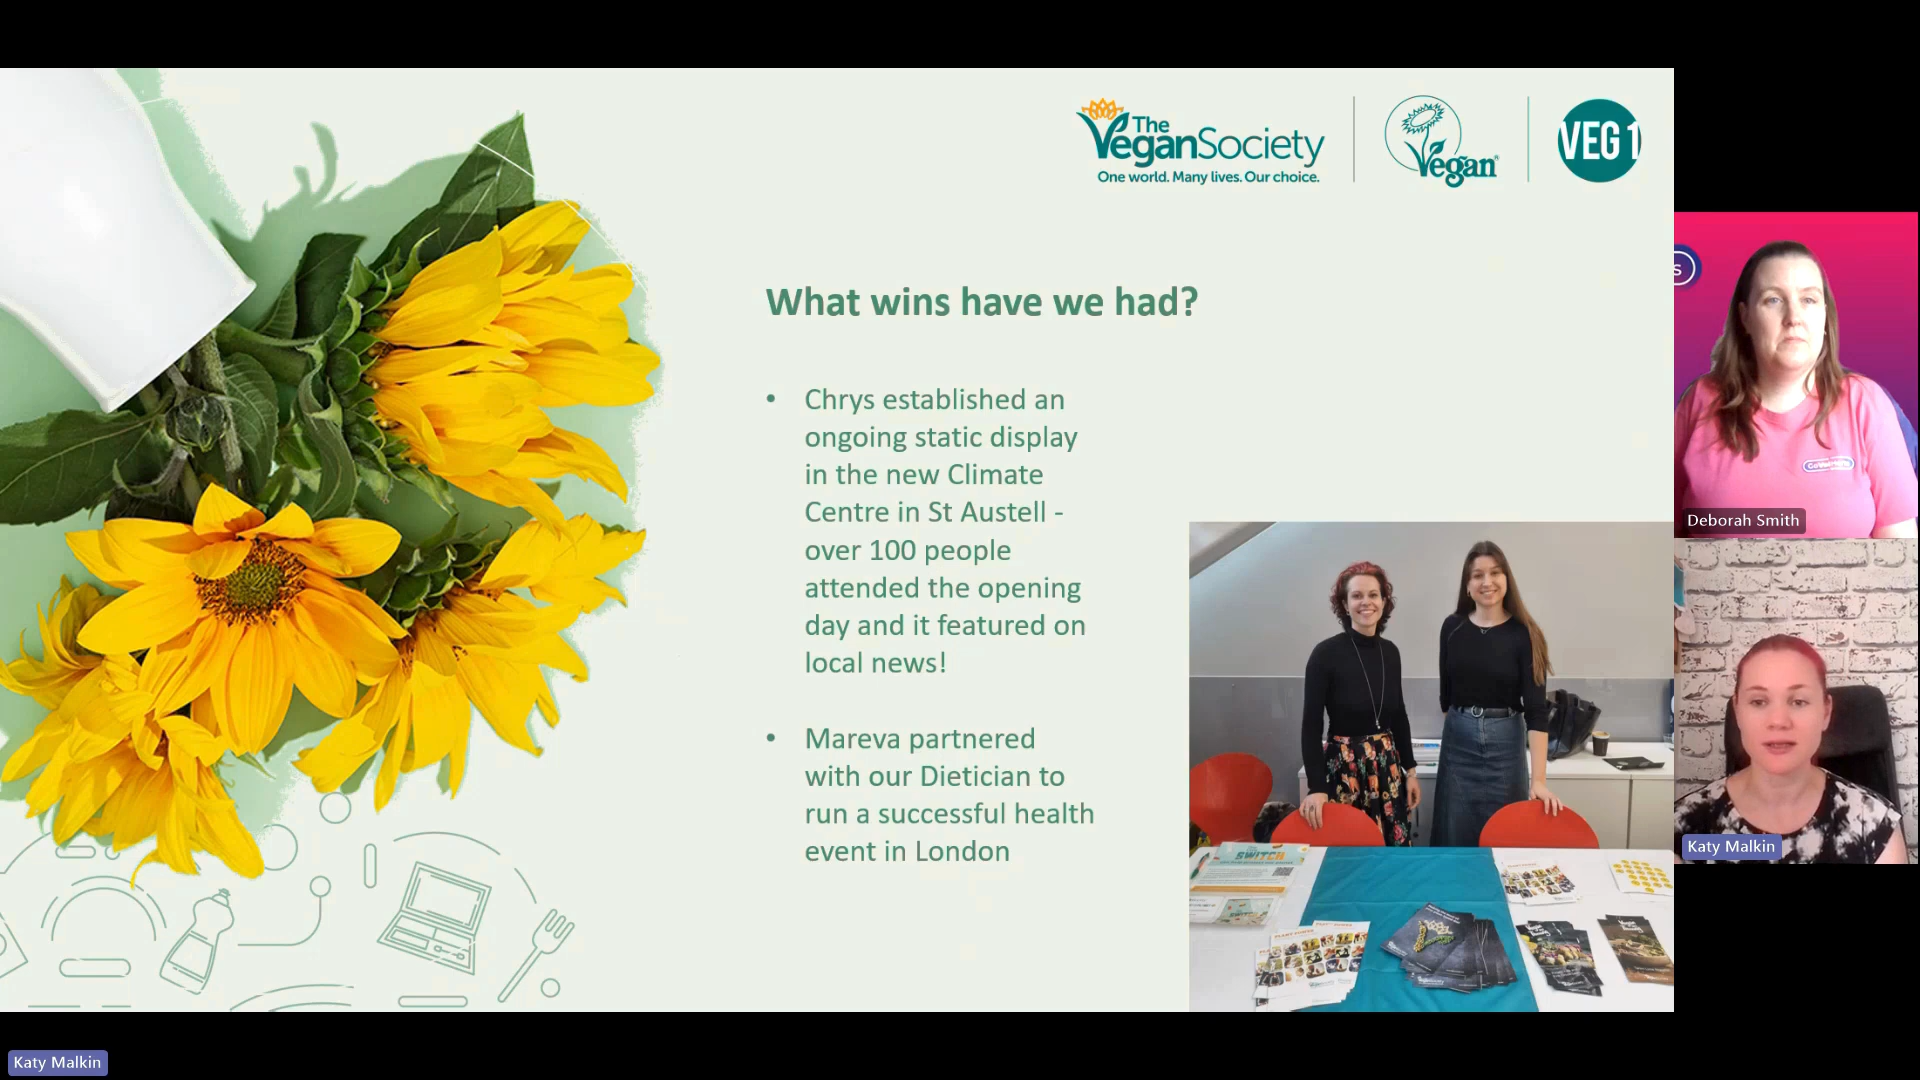 The
VeganSociety
One world. Many lives. Our choice.
Vegan
VEG 1
What wins have we had?
• Chrys established an
ongoing static display
in the new Climate
Centre in St Austell -
over 100 people
attended the opening
day and it featured on
local news!
• Mareva partnered
with our Dietician to
run a successful health
event in London
SWITCH
S
Deborah Smith
Katy Malkin
Katy Malkin